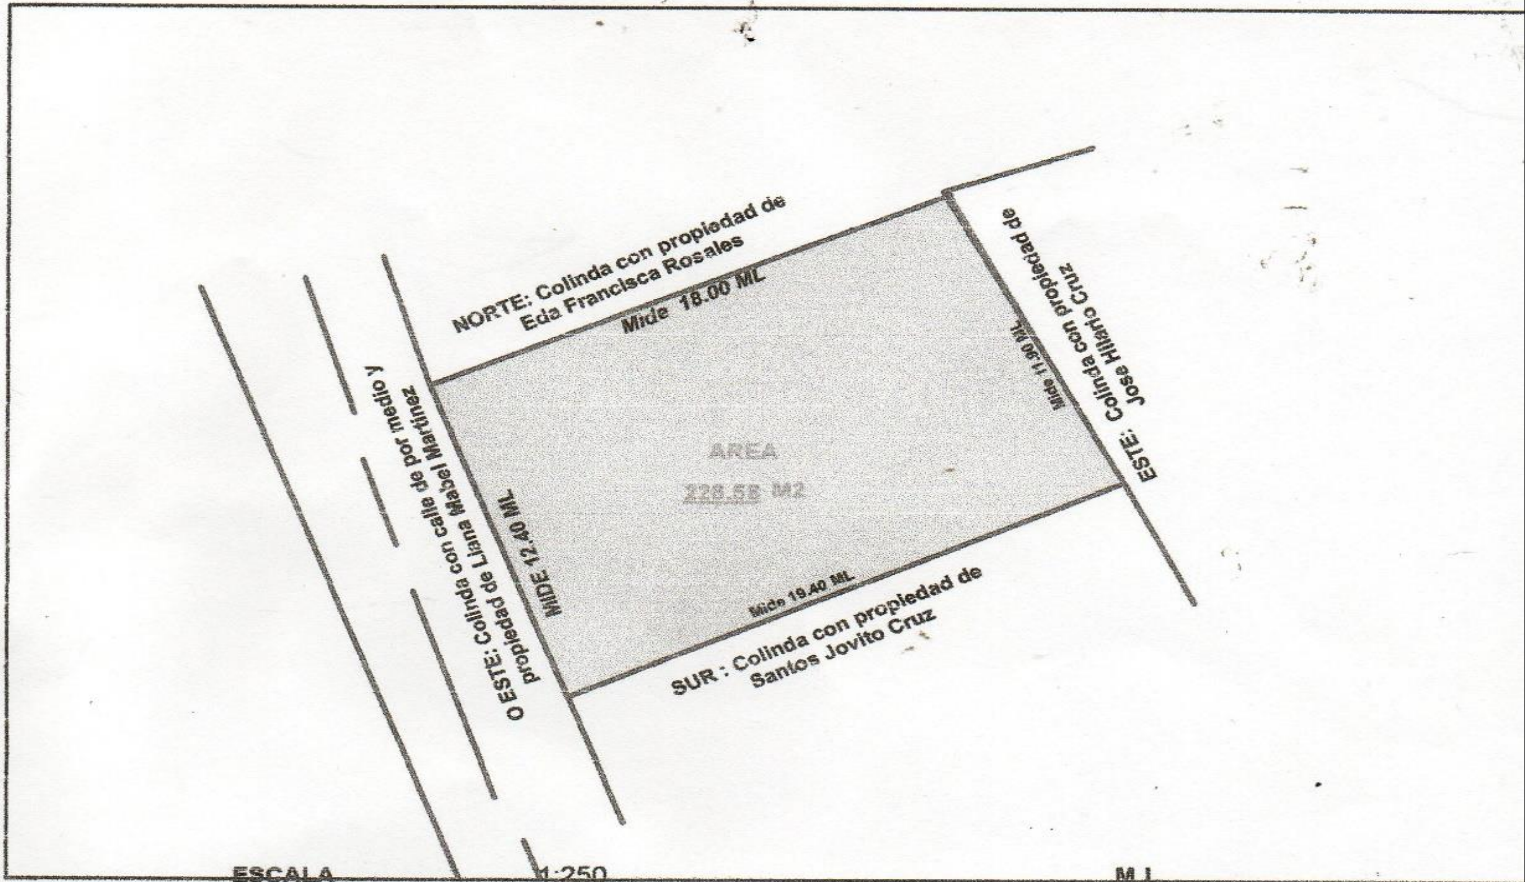 NORTE: Colinda con propiedad de
Eda Francisca Rosales
Mide 18.00 ML
ESTE: Colinda con propiedad de
Jose Hilario Cruz
Mide 11.90 ML
OESTE: Colinda con calle de por medio y
propiedad de Liana Mabel Martinez
MIDE 12.40 ML
AREA
228.58 M2
Mide 19.40 ML
SUR : Colinda con propiedad de
Santos Jovito Cruz
ESCALA 1:250